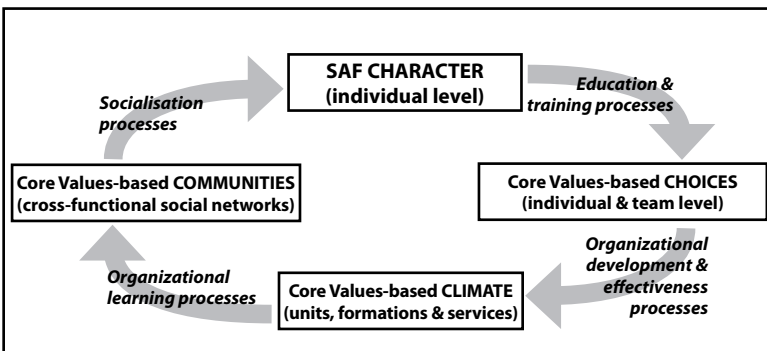 SAF CHARACTER
(individual level)
Education &
training processes
Core Values-based CHOICES
(individual & team level)
Organizational
development &
effectiveness
processes
Core Values-based CLIMATE
(units, formations & services)
Organizational
learning processes
Core Values-based COMMUNITIES
(cross-functional social networks)
Socialisation
processes